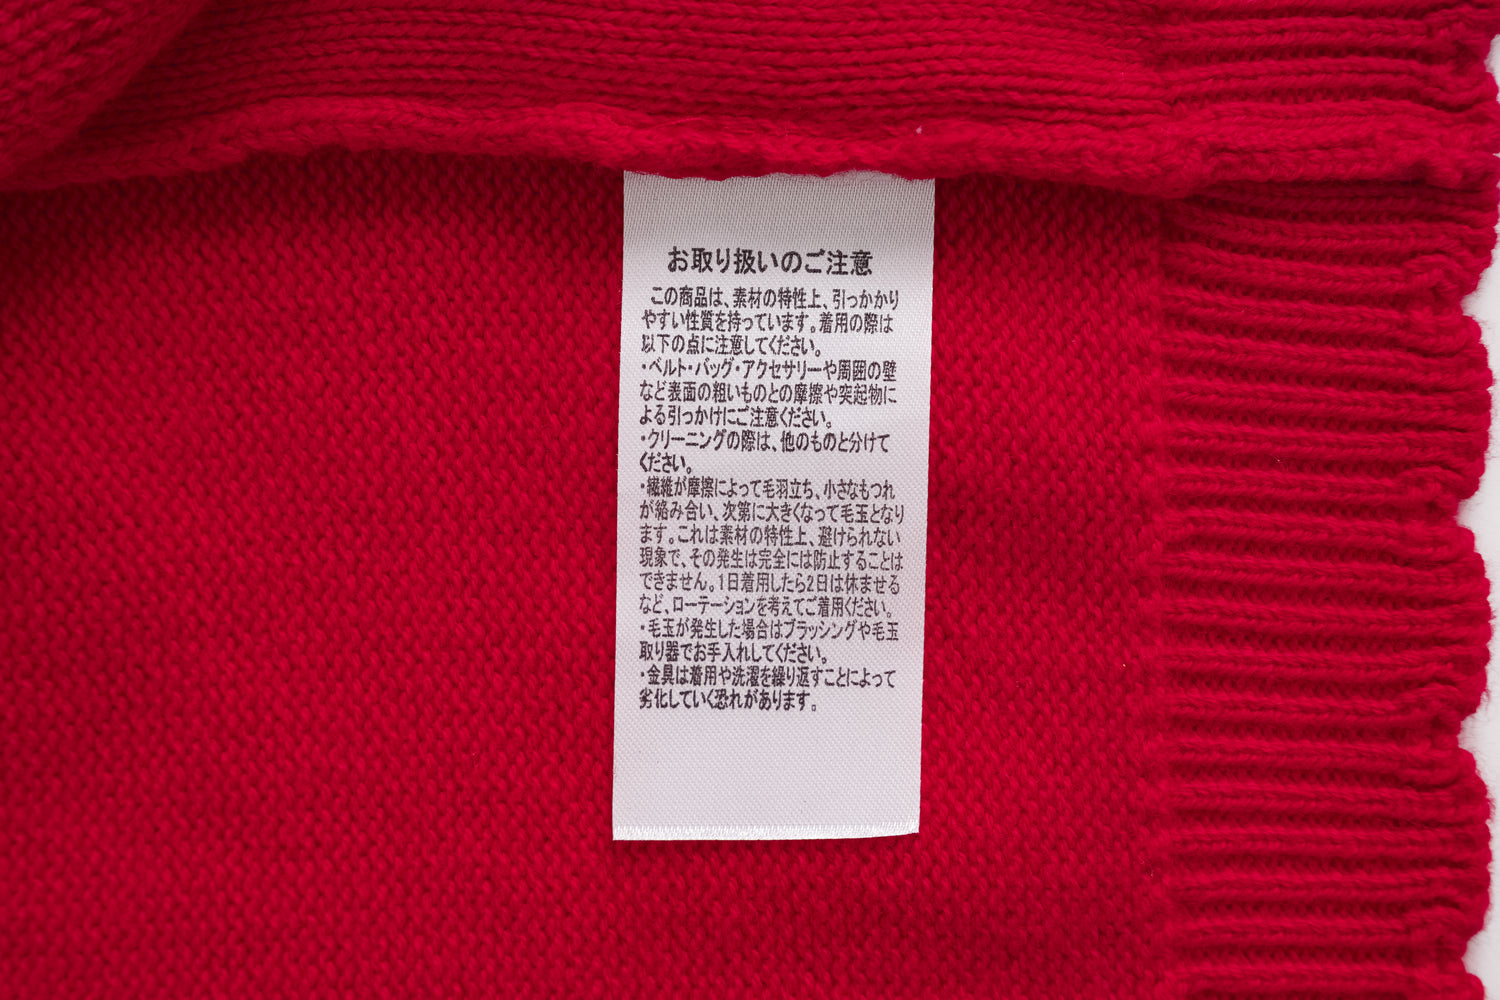 お取り扱いのご注意
この商品は、素材の特性上、引っかかり
やすい性質を持っています。着用の際は
以下の点に注意してください。
・ベルト・バッグ・アクセサリーや周囲の壁
など表面の粗いものとの摩擦や突起物に
よる引っかけにご注意ください。
・クリーニングの際は、他のものと分けて
ください。
・繊維が摩擦によって毛羽立ち、小さなもつれ
が絡み合い、次第に大きくなって毛玉となり
ます。これは素材の特性上、避けられない
現象で、その発生は完全には防止することは
できません。1日着用したら2日は休ませる
など、ローテーションを考えてご着用ください。
・毛玉が発生した場合はブラッシングや毛玉
取り器でお手入れしてください。
・金具は着用や洗濯を繰り返すことによって
劣化していく恐れがあります。